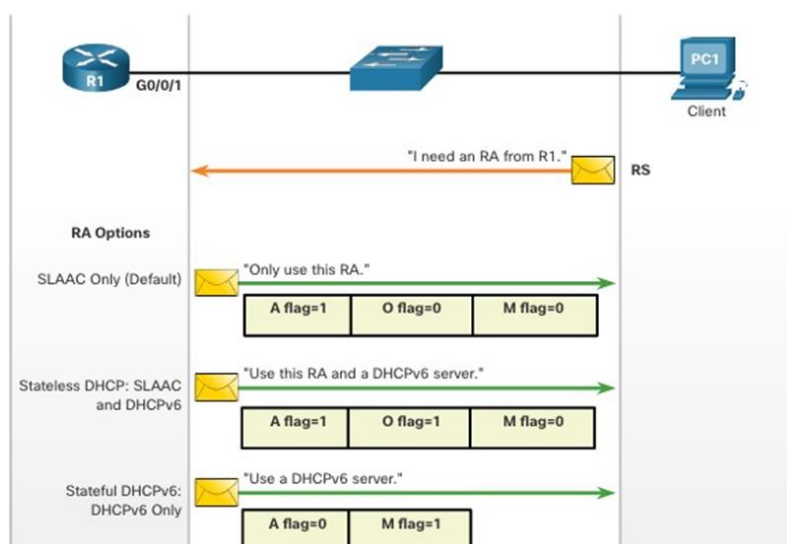 R1
G0/0/1
PC1
Client
"I need an RA from R1."
RS
RA Options
SLAAC Only (Default)
"Only use this RA."
A flag=1 O flag=0 M flag=0
Stateless DHCP: SLAAC
and DHCPv6
"Use this RA and a DHCPv6 server."
A flag=1 O flag=1 M flag=0
Stateful DHCPv6:
DHCPv6 Only
"Use a DHCPv6 server."
A flag=0 M flag=1